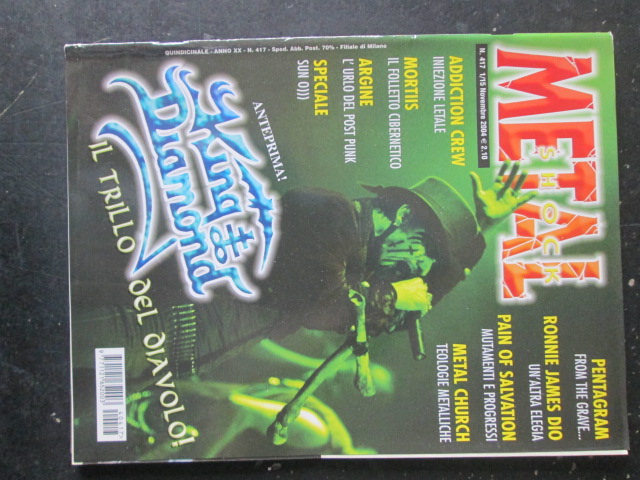 QUINDICINALE - ANNO XX - N. 417 - Sped. Abb. Post. 70% - Filiale di Milano
METAL
SHOCK
N. 417 1/15 Novembre 2004 € 2,10
ADDICTION CREW
INIEZIONE LETALE
MORTIIS
IL FOLLETTO CIBERNETICO
ARGINE
L' URLO DEL POST PUNK
SPECIALE
SUN O)))
PENTAGRAM
FROM THE GRAVE...
RONNIE JAMES DIO
UN'ALTRA ELEGIA
PAIN OF SALVATION
MUTAMENTI E PROGRESSI
METAL CHURCH
TEOLOGIE METALLICHE
ANTEPRIMA!
King
Diamond
IL TRILLO DEL DIAVOLO!